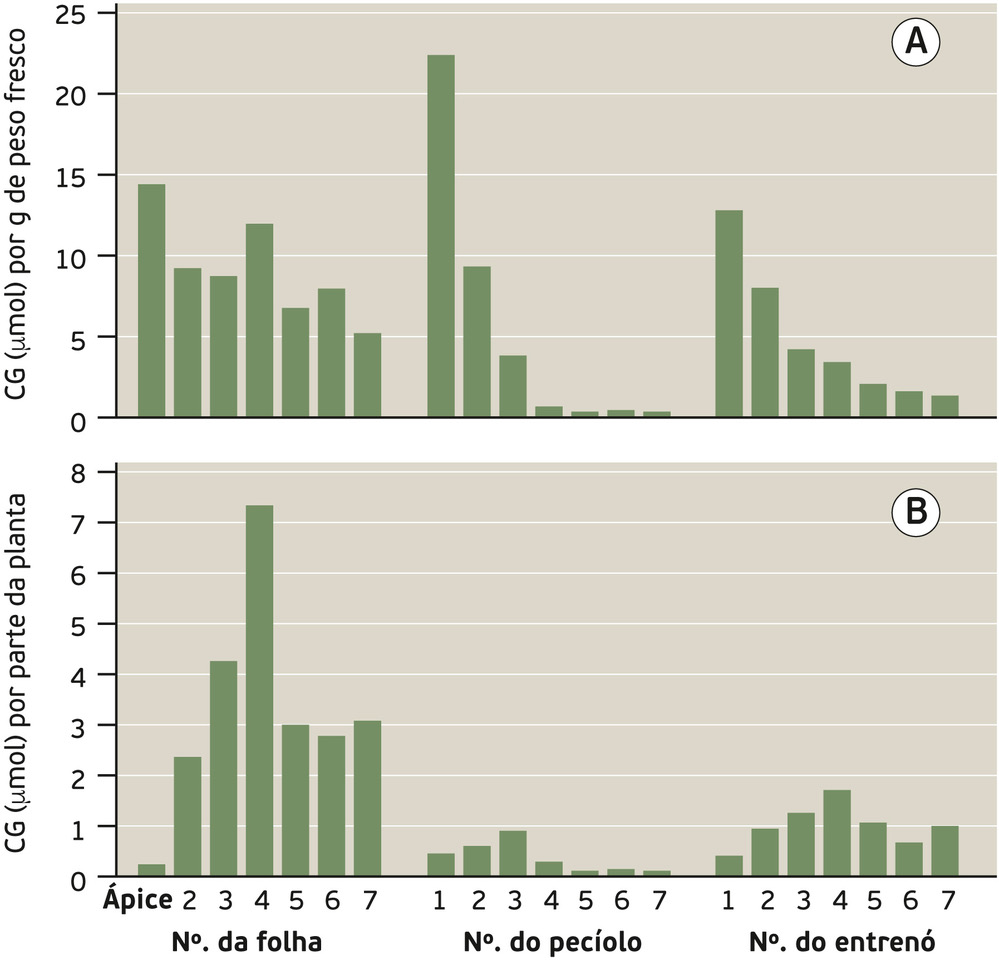 CG (µmol) por g de peso fresco
25
20
15
10
5
0
A
CG (µmol) por parte da planta
8
7
6
5
4
3
2
1
0
B
Ápice 2 3 4 5 6 7 1 2 3 4 5 6 7 1 2 3 4 5 6 7
Nº. da folha Nº. do pecíolo Nº. do entrenó